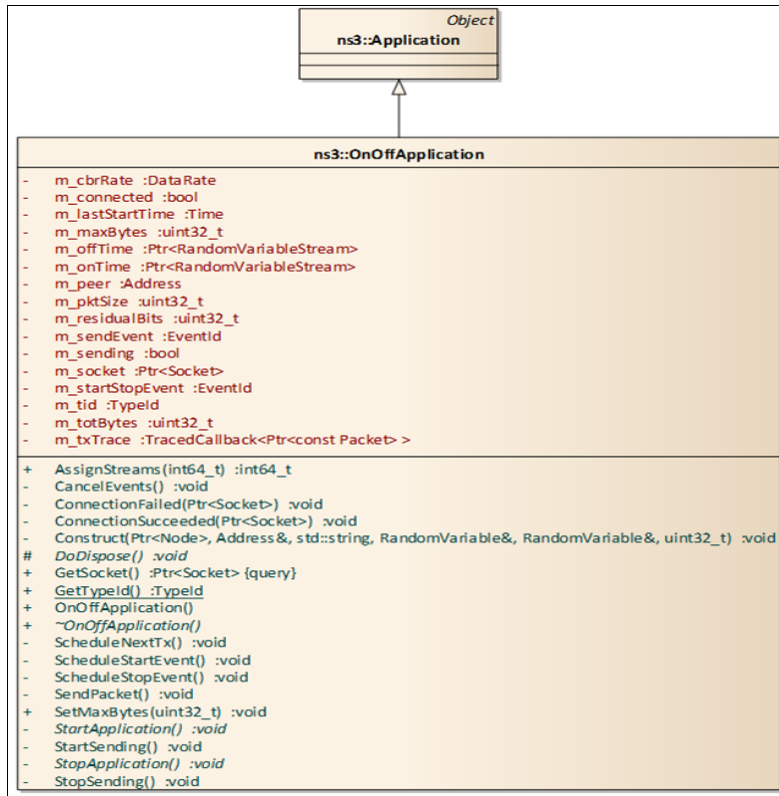 Object
ns3::Application
ns3::OnOffApplication
- m_cbrRate :DataRate
- m_connected :bool
- m_lastStartTime :Time
- m_maxBytes :uint32_t
- m_offTime :Ptr<RandomVariableStream>
- m_onTime :Ptr<RandomVariableStream>
- m_peer :Address
- m_pktSize :uint32_t
- m_residualBits :uint32_t
- m_sendEvent :EventId
- m_sending :bool
- m_socket :Ptr<Socket>
- m_startStopEvent :EventId
- m_tid :TypeId
- m_totBytes :uint32_t
- m_txTrace :TracedCallback<Ptr<const Packet> >
+ AssignStreams(int64_t) :int64_t
- CancelEvents() :void
- ConnectionFailed(Ptr<Socket>) :void
- ConnectionSucceeded(Ptr<Socket>) :void
- Construct(Ptr<Node>, Address&, std::string, RandomVariable&, RandomVariable&, uint32_t) :void
# DoDispose() :void
+ GetSocket() :Ptr<Socket> {query}
+ GetTypeId() :TypeId
+ OnOffApplication()
+ ~OnOffApplication()
- ScheduleNextTx() :void
- ScheduleStartEvent() :void
- ScheduleStopEvent() :void
- SendPacket() :void
+ SetMaxBytes(uint32_t) :void
- StartApplication() :void
- StartSending() :void
- StopApplication() :void
- StopSending() :void